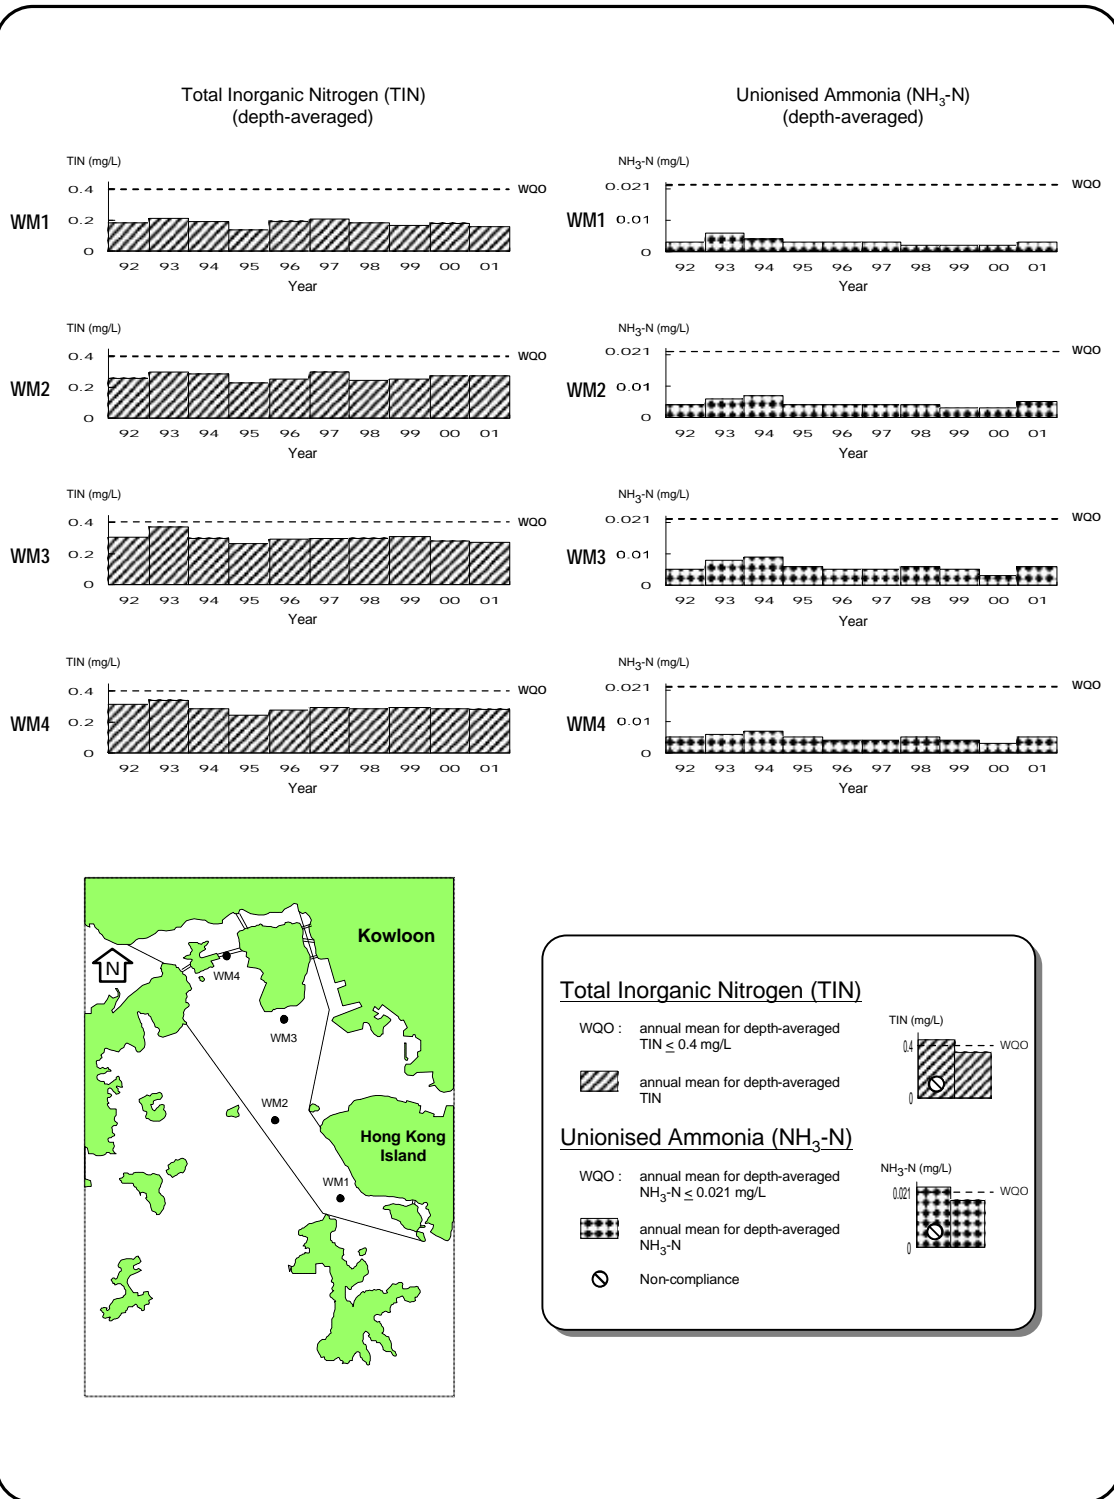 Total Inorganic Nitrogen (TIN)
(depth-averaged)
Unionised Ammonia (NH3-N)
(depth-averaged)
TIN (mg/L)
0.4
WQO
WM1
0.2
0
92 93 94 95 96 97 98 99 00 01
Year
NH3-N (mg/L)
0.021
WQO
WM1
0.01
0
92 93 94 95 96 97 98 99 00 01
Year
TIN (mg/L)
0.4
WQO
WM2
0.2
0
92 93 94 95 96 97 98 99 00 01
Year
NH3-N (mg/L)
0.021
WQO
WM2
0.01
0
92 93 94 95 96 97 98 99 00 01
Year
TIN (mg/L)
0.4
WQO
WM3
0.2
0
92 93 94 95 96 97 98 99 00 01
Year
NH3-N (mg/L)
0.021
WQO
WM3
0.01
0
92 93 94 95 96 97 98 99 00 01
Year
TIN (mg/L)
0.4
WQO
WM4
0.2
0
92 93 94 95 96 97 98 99 00 01
Year
NH3-N (mg/L)
0.021
WQO
WM4
0.01
0
92 93 94 95 96 97 98 99 00 01
Year
Kowloon
N
WM4
WM3
WM2
Hong Kong
Island
WM1
Total Inorganic Nitrogen (TIN)
WQO : annual mean for depth-averaged
TIN ≤ 0.4 mg/L
annual mean for depth-averaged
TIN
TIN (mg/L)
0.4
WQO
0
Unionised Ammonia (NH3-N)
WQO : annual mean for depth-averaged
NH3-N ≤ 0.021 mg/L
annual mean for depth-averaged
NH3-N
Non-compliance
NH3-N (mg/L)
0.021
WQO
0